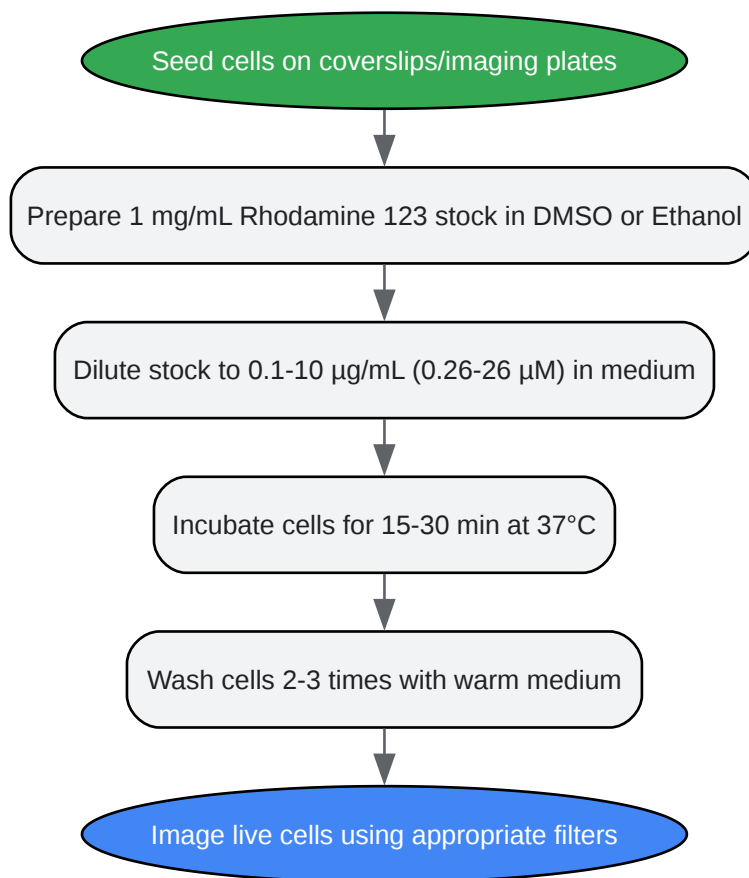 Seed cells on coverslips/imaging plates
Prepare 1 mg/mL Rhodamine 123 stock in DMSO or Ethanol
Dilute stock to 0.1-10 µg/mL (0.26-26 µM) in medium
Incubate cells for 15-30 min at 37°C
Wash cells 2-3 times with warm medium
Image live cells using appropriate filters